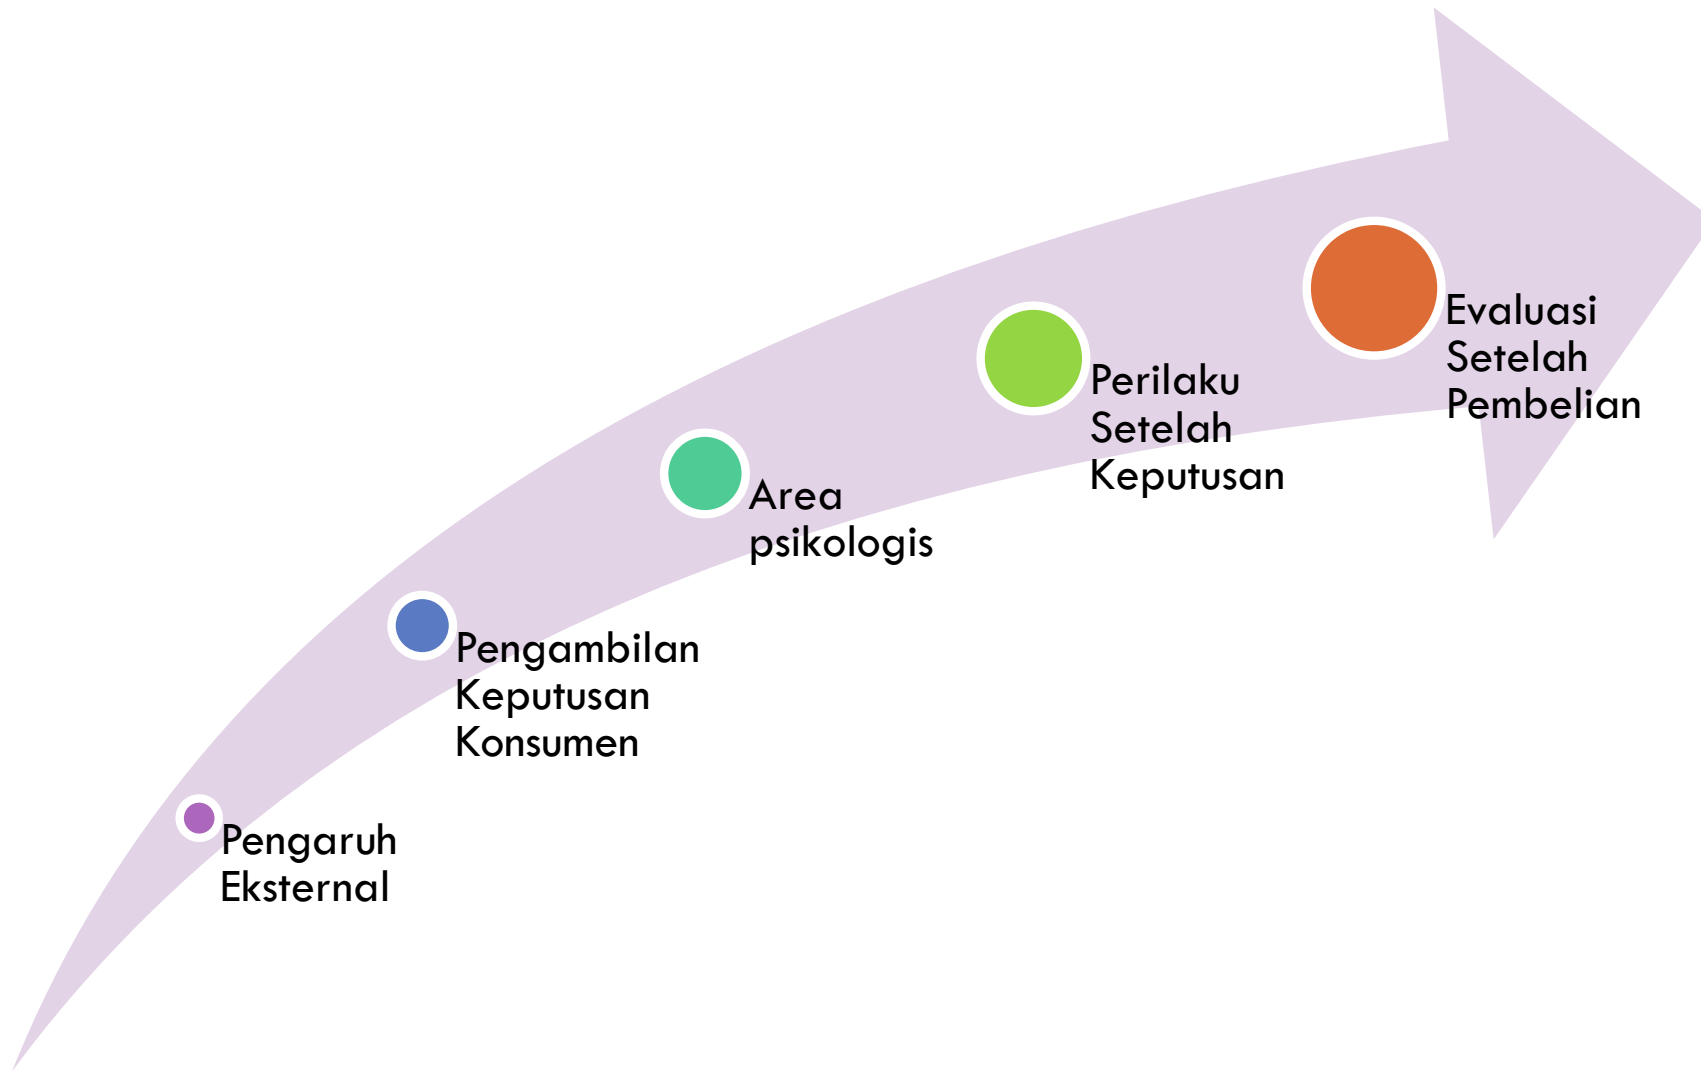 Pengaruh
Eksternal
Pengambilan
Keputusan
Konsumen
Area
psikologis
Perilaku
Setelah
Keputusan
Evaluasi
Setelah
Pembelian